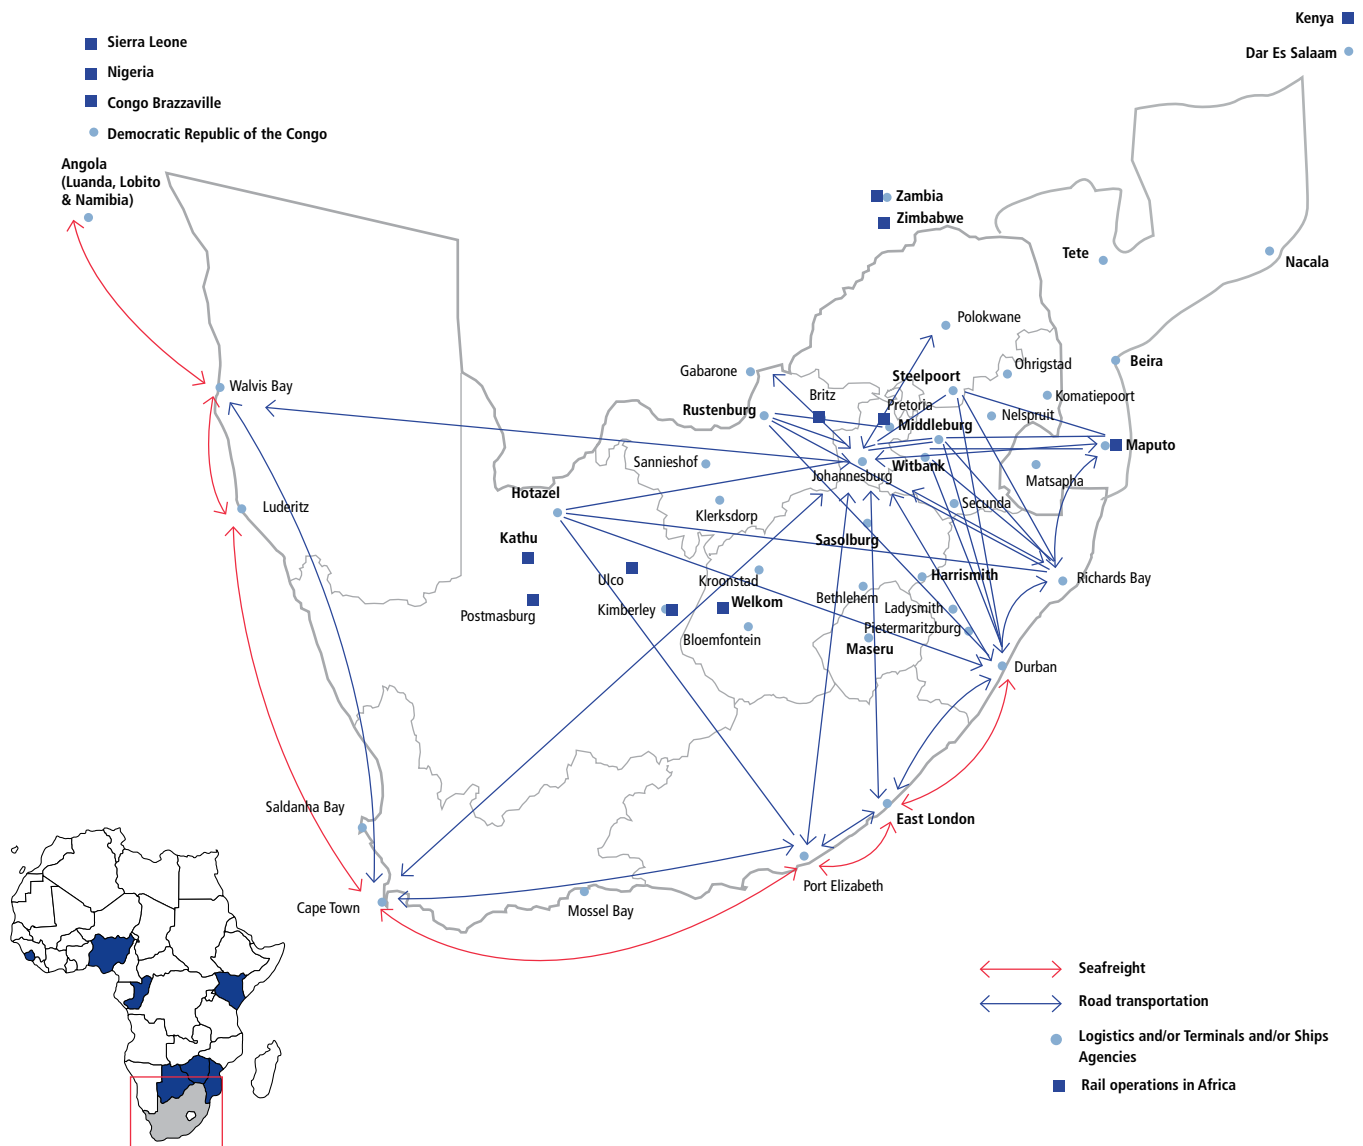 Kenya
Dar Es Salaam
Sierra Leone
Nigeria
Congo Brazzaville
Democratic Republic of the Congo
Angola
(Luanda, Lobito
& Namibia)
Zambia
Zimbabwe
Tete
Nacala
Polokwane
Gabarone
Ohrigstad
Beira
Steelpoort
Britz
Komatiepoort
Walvis Bay
Rustenburg
Pretoria
Nelspruit
Middleburg
Maputo
Sannieshof
Witbank
Johannesburg
Matsapha
Hotazel
Luderitz
Klerksdorp
Secunda
Kathu
Sasolburg
Ulco
Kroonstad
Harrismith
Richards Bay
Postmasburg
Kimberley
Welkom
Bethlehem
Ladysmith
Bloemfontein
Pietermaritzburg
Maseru
Durban
Saldanha Bay
East London
Port Elizabeth
Cape Town
Mossel Bay
Seafreight
Road transportation
Logistics and/or Terminals and/or Ships
Agencies
Rail operations in Africa